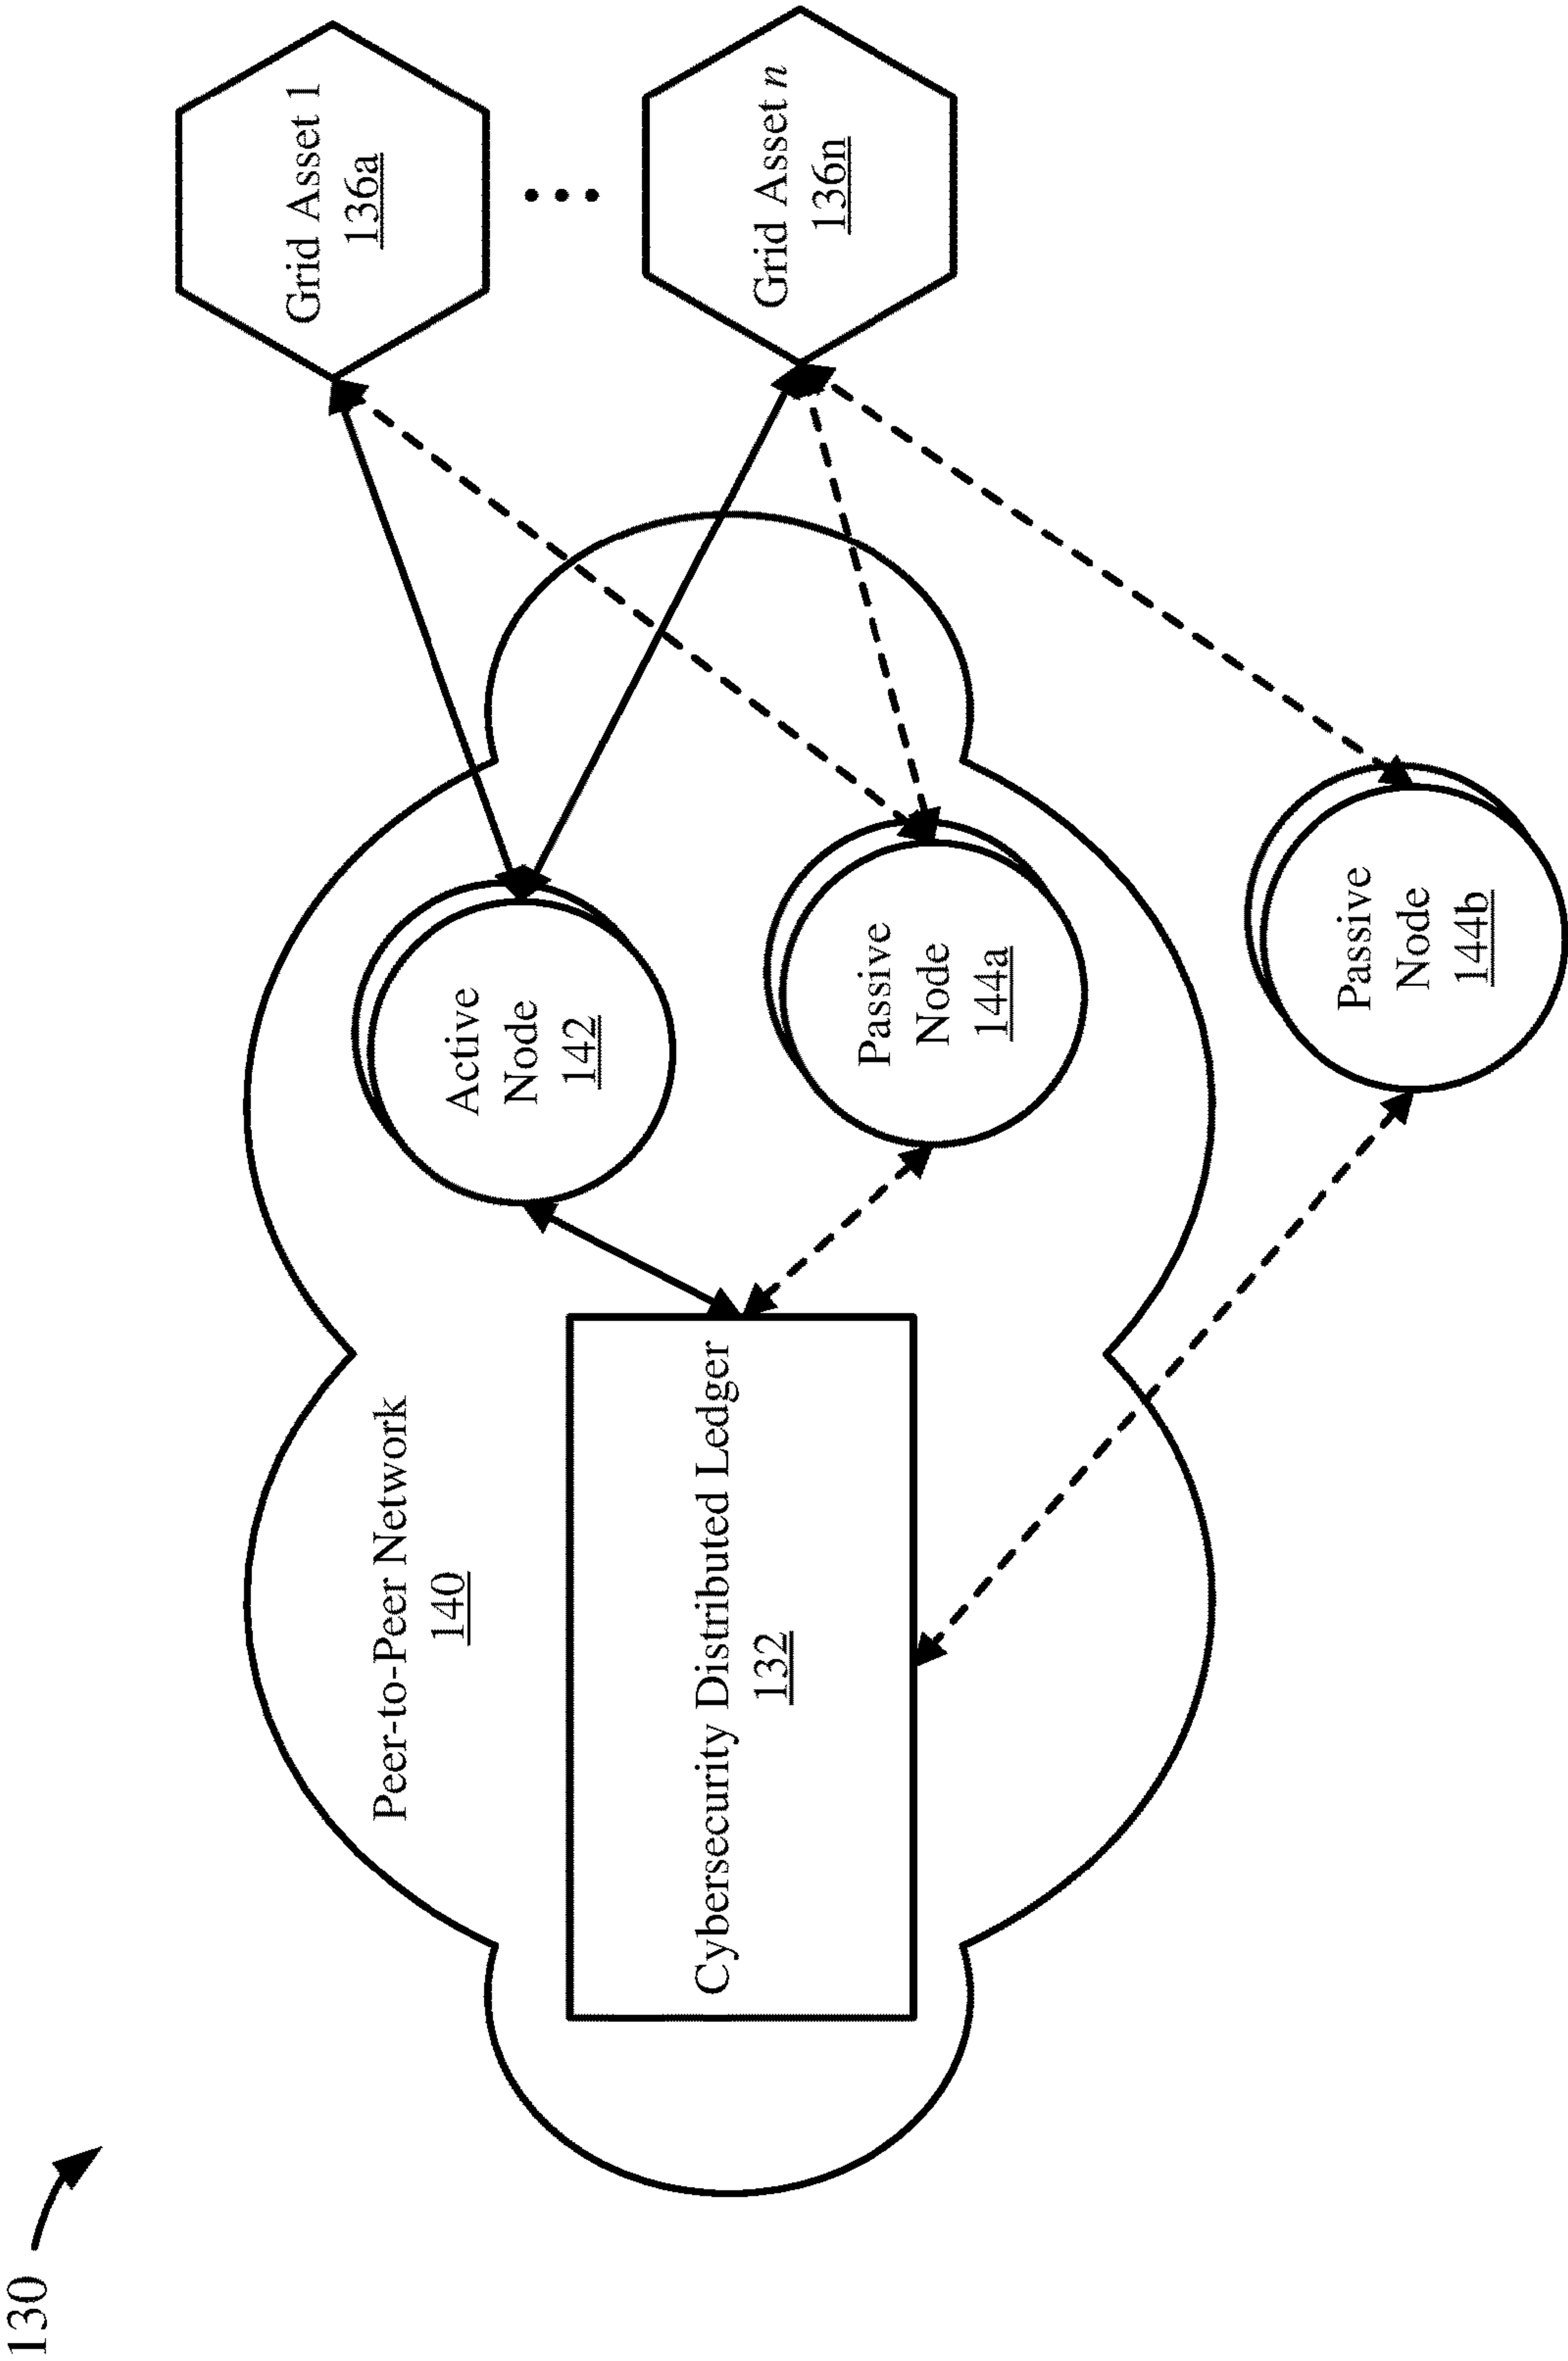 130
Peer-to-Peer Network
140
Cybersecurity Distributed Ledger
132
Active
Node
142
Passive
Node
144a
Passive
Node
144b
Grid Asset 1
136a
Grid Asset n
136n